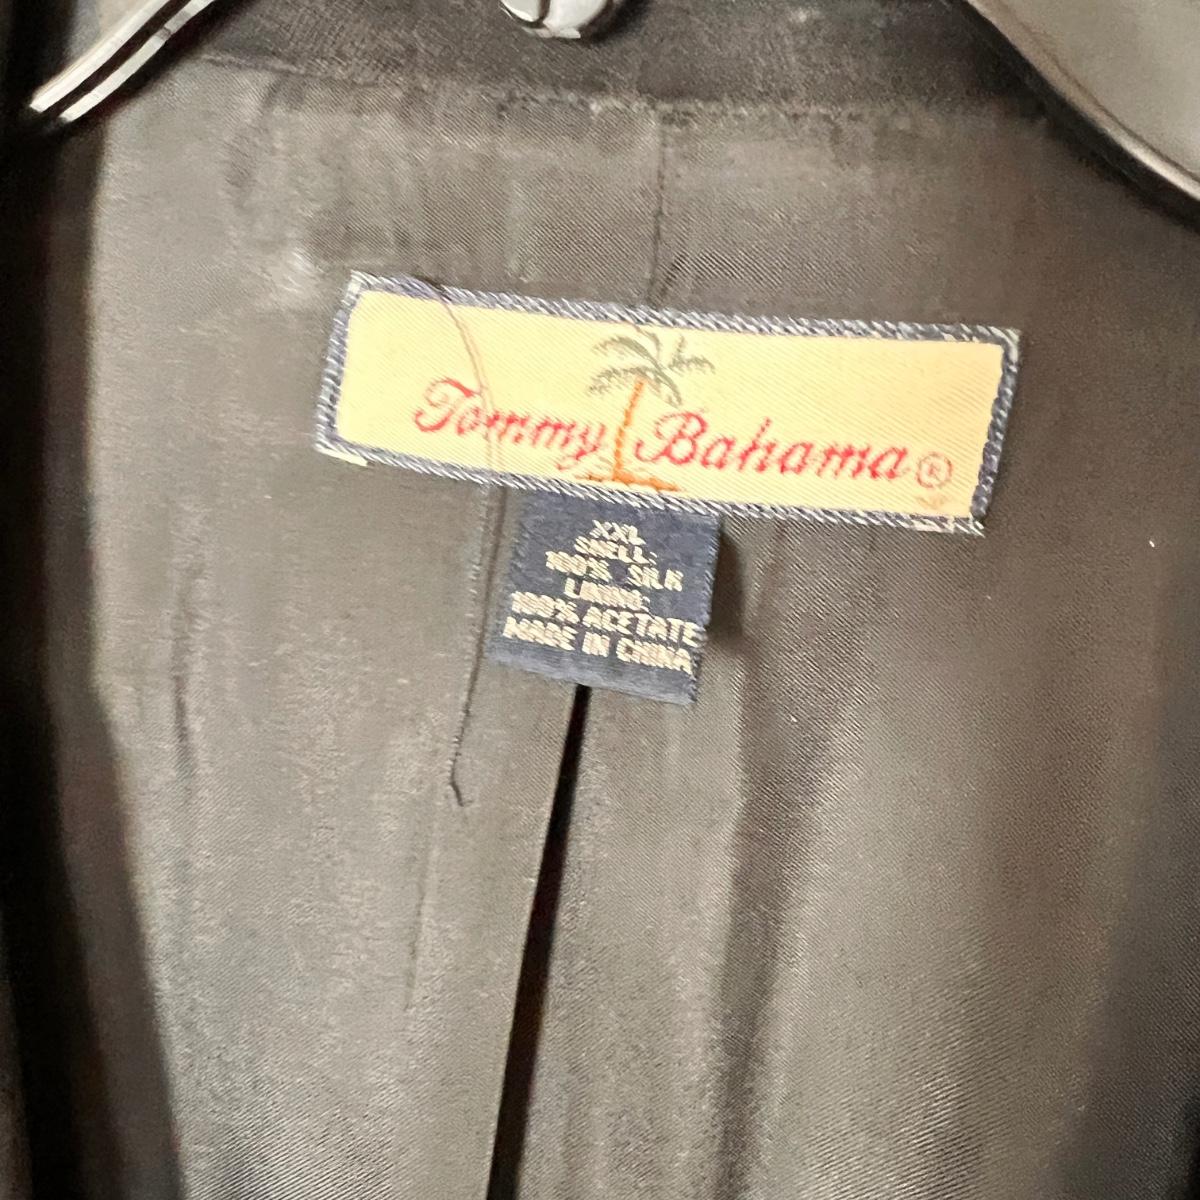 Tommy Bahama ®
XXL
SHELL:
100% SILK
LINING:
100% ACETATE
MADE IN CHINA